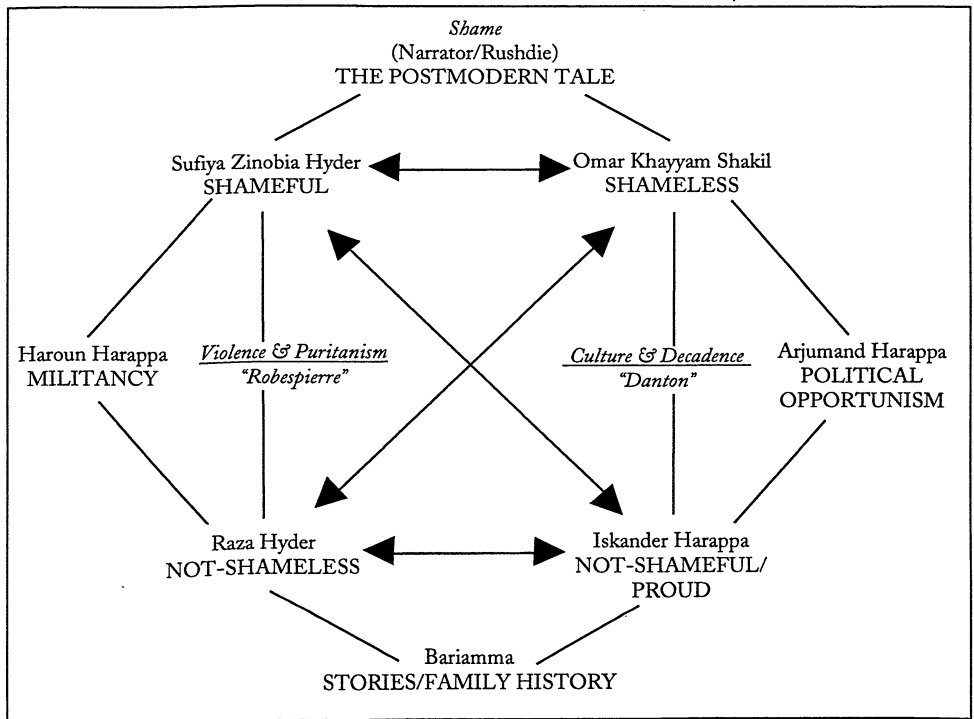 Shame
(Narrator/Rushdie)
THE POSTMODERN TALE
Sufiya Zinobia Hyder
SHAMEFUL
Omar Khayyam Shakil
SHAMELESS
Haroun Harappa
MILITANCY
Violence & Puritanism
"Robespierre"
Culture & Decadence
"Danton"
Arjumand Harappa
POLITICAL
OPPORTUNISM
Raza Hyder
NOT-SHAMELESS
Iskander Harappa
NOT-SHAMEFUL/
PROUD
Bariamma
STORIES/FAMILY HISTORY